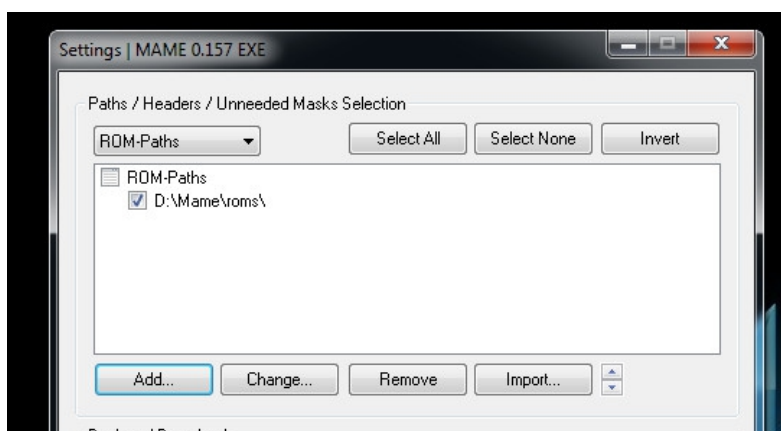 Settings | MAME 0.157 EXE
Paths / Headers / Unneeded Masks Selection
ROM-Paths Select All Select None Invert
ROM-Paths
D:\Mame\roms\
Add... Change... Remove Import...